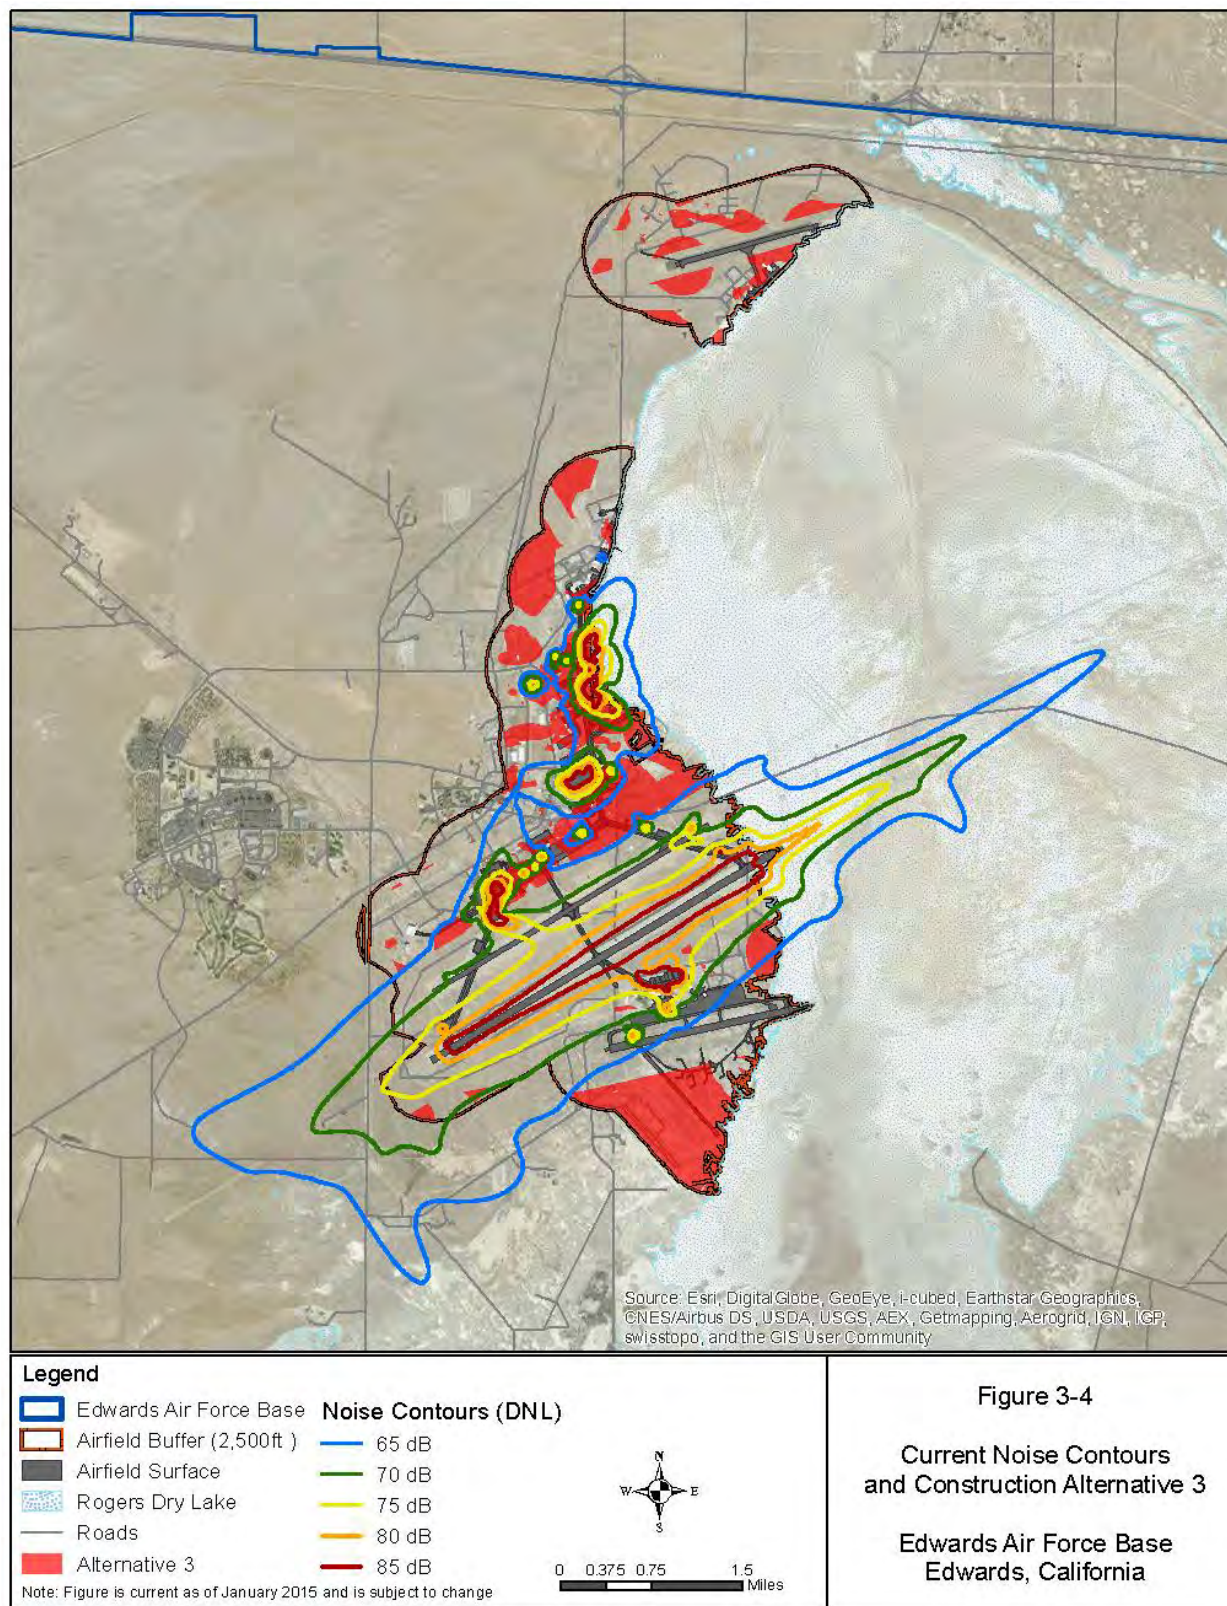 Source: Esri, DigitalGlobe, GeoEye, i-cubed, Earthstar Geographics,
CNES/Airbus DS, USDA, USGS, AEX, Getmapping, Aerogrid, IGN, IGP,
swisstopo, and the GIS User Community
Legend
Edwards Air Force Base
Airfield Buffer (2,500ft )
Airfield Surface
Rogers Dry Lake
Roads
Alternative 3
Note: Figure is current as of January 2015 and is subject to change
Noise Contours (DNL)
65 dB
70 dB
75 dB
80 dB
85 dB
N
W E
S
0 0.375 0.75 1.5
Miles
Figure 3-4
Current Noise Contours
and Construction Alternative 3
Edwards Air Force Base
Edwards, California